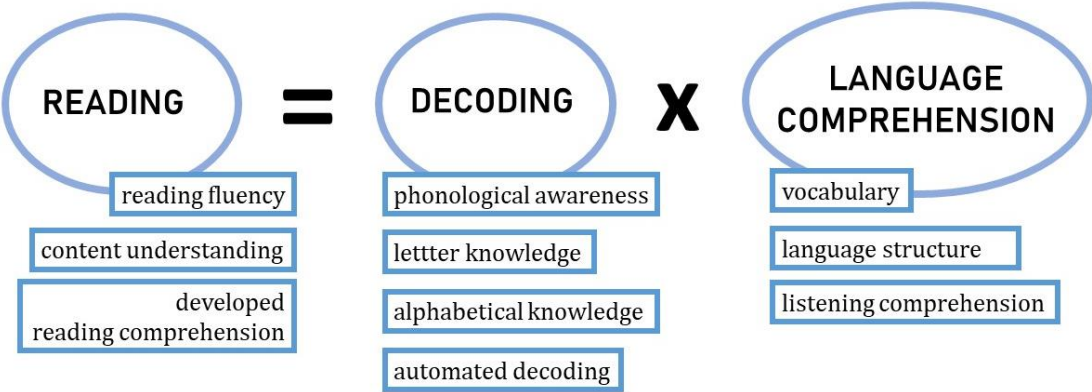 READING
=
DECODING
X
LANGUAGE
COMPREHENSION
reading fluency
content understanding
developed
reading comprehension
phonological awareness
lettter knowledge
alphabetical knowledge
automated decoding
vocabulary
language structure
listening comprehension